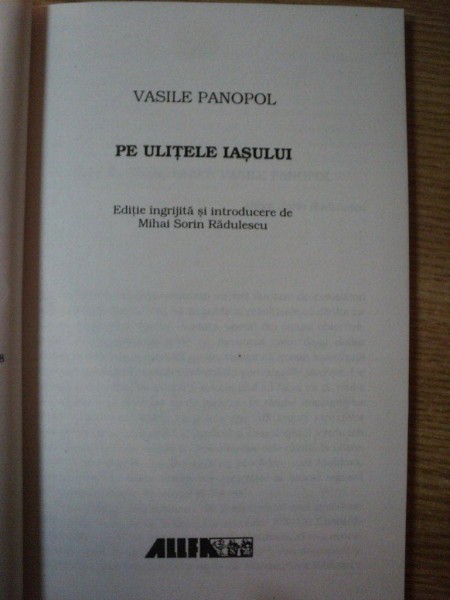 VASILE PANOPOL
PE ULIȚELE IAȘULUI
Ediție îngrijită și introducere de
Mihai Sorin Rădulescu
ALLFA